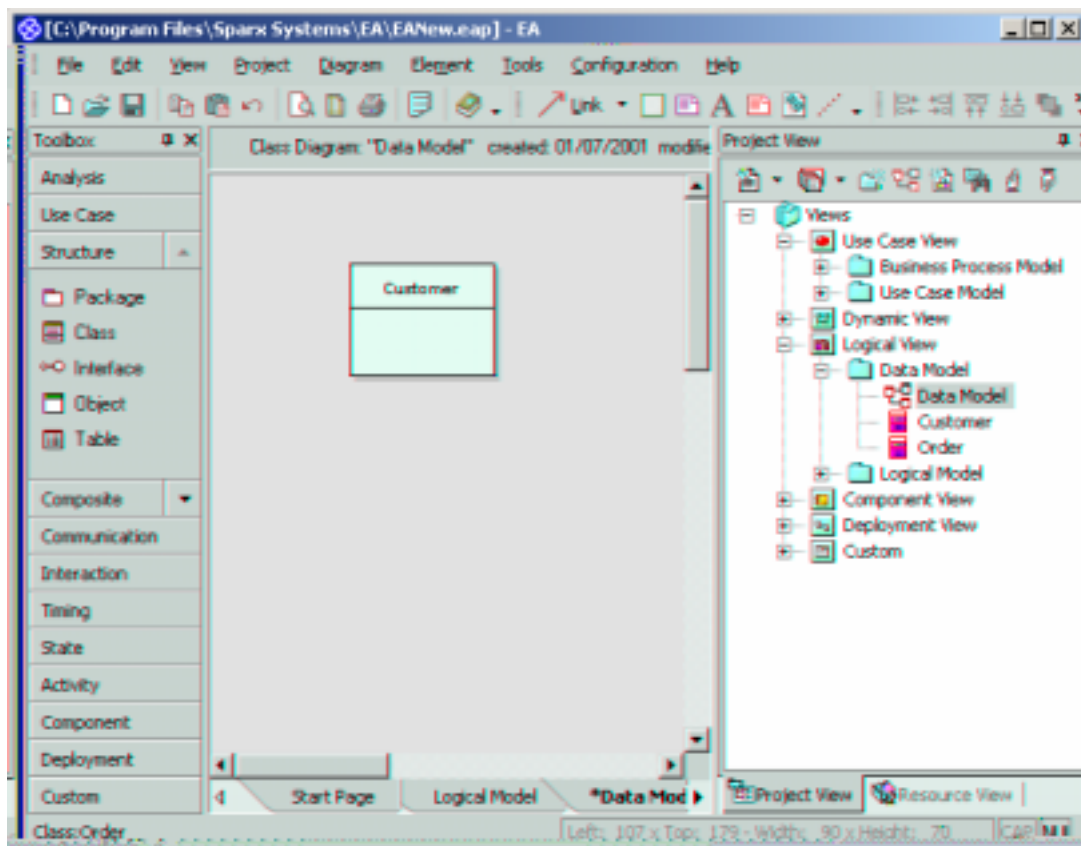 [C:\Program Files\Sparx Systems\EA\EANew.eap] - EA
File Edit View Project Diagram Element Tools Configuration Help
Link
Toolbox
Analysis
Use Case
Structure
Package
Class
Interface
Object
Table
Composite
Communication
Interaction
Timing
State
Activity
Component
Deployment
Custom
Class Diagram: "Data Model" created: 01/07/2001 modifie
Customer
Start Page Logical Model *Data Mod
Project View
Views
Use Case View
Business Process Model
Use Case Model
Dynamic View
Logical View
Data Model
Data Model
Customer
Order
Logical Model
Component View
Deployment View
Custom
Project View Resource View
Class:Order
Left: 107 x Top: 179 - Width: 90 x Height: 70 CAP